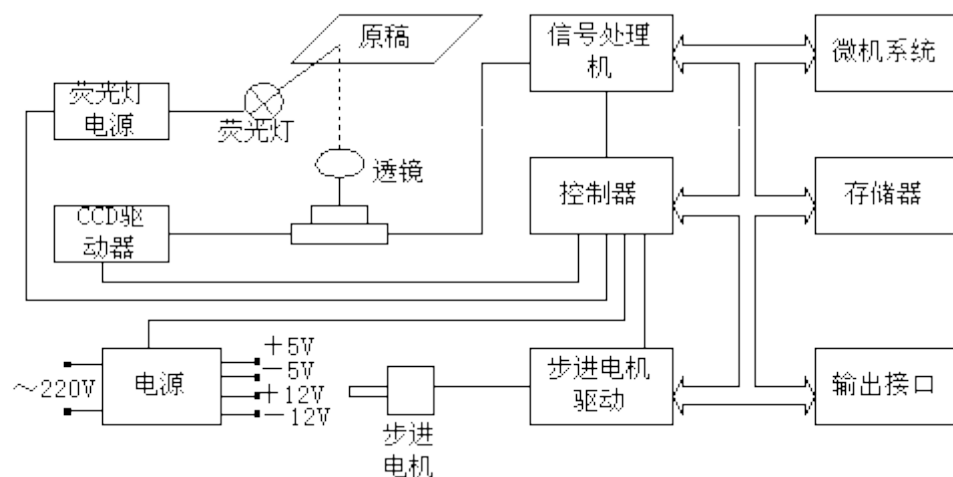 原稿
信号处理
机
微机系统
荧光灯
电源
荧光灯
透镜
控制器
存储器
CCD驱
动器
～220V
电源
＋5V
－5V
＋12V
－12V
步进
电机
步进电机
驱动
输出接口